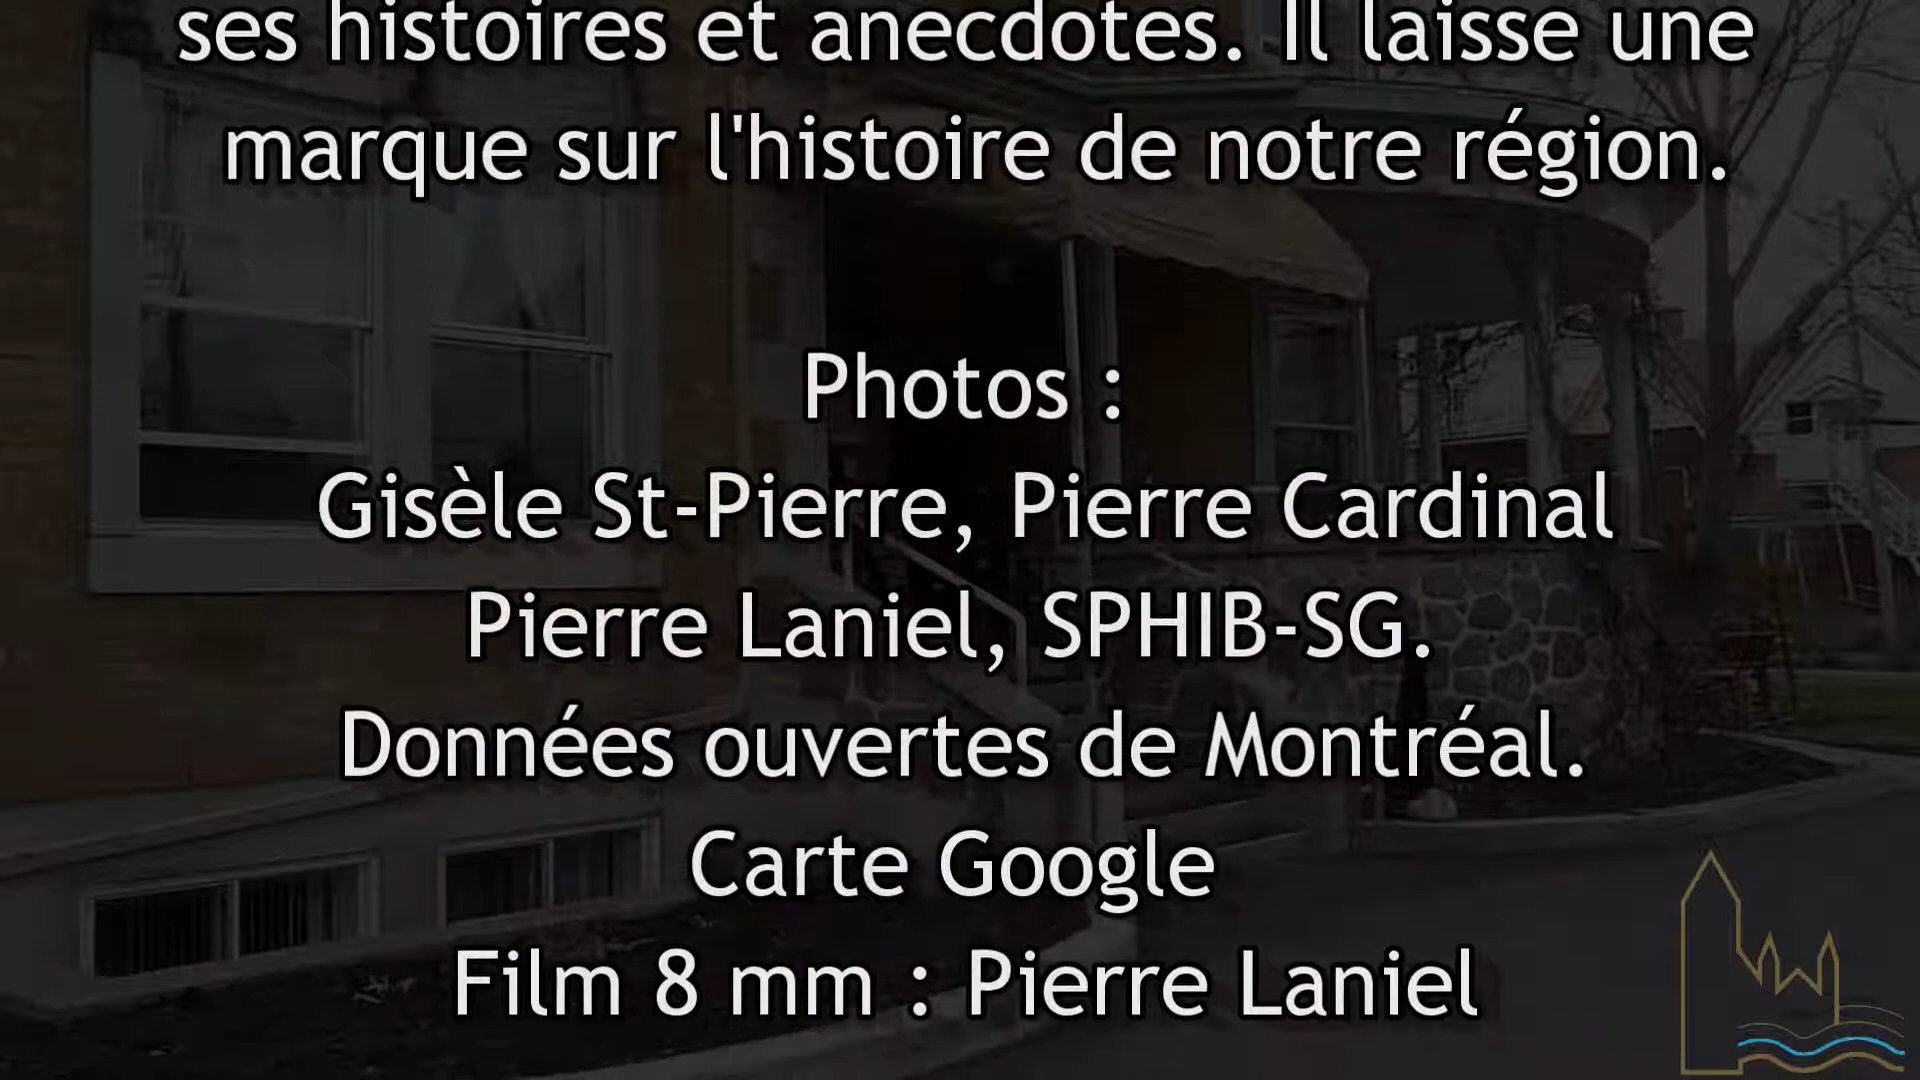 ses histoires et anecdotes. Il laisse une
marque sur l'histoire de notre région.
Photos :
Gisèle St-Pierre, Pierre Cardinal
Pierre Laniel, SPHIB-SG.
Données ouvertes de Montréal.
Carte Google
Film 8 mm : Pierre Laniel